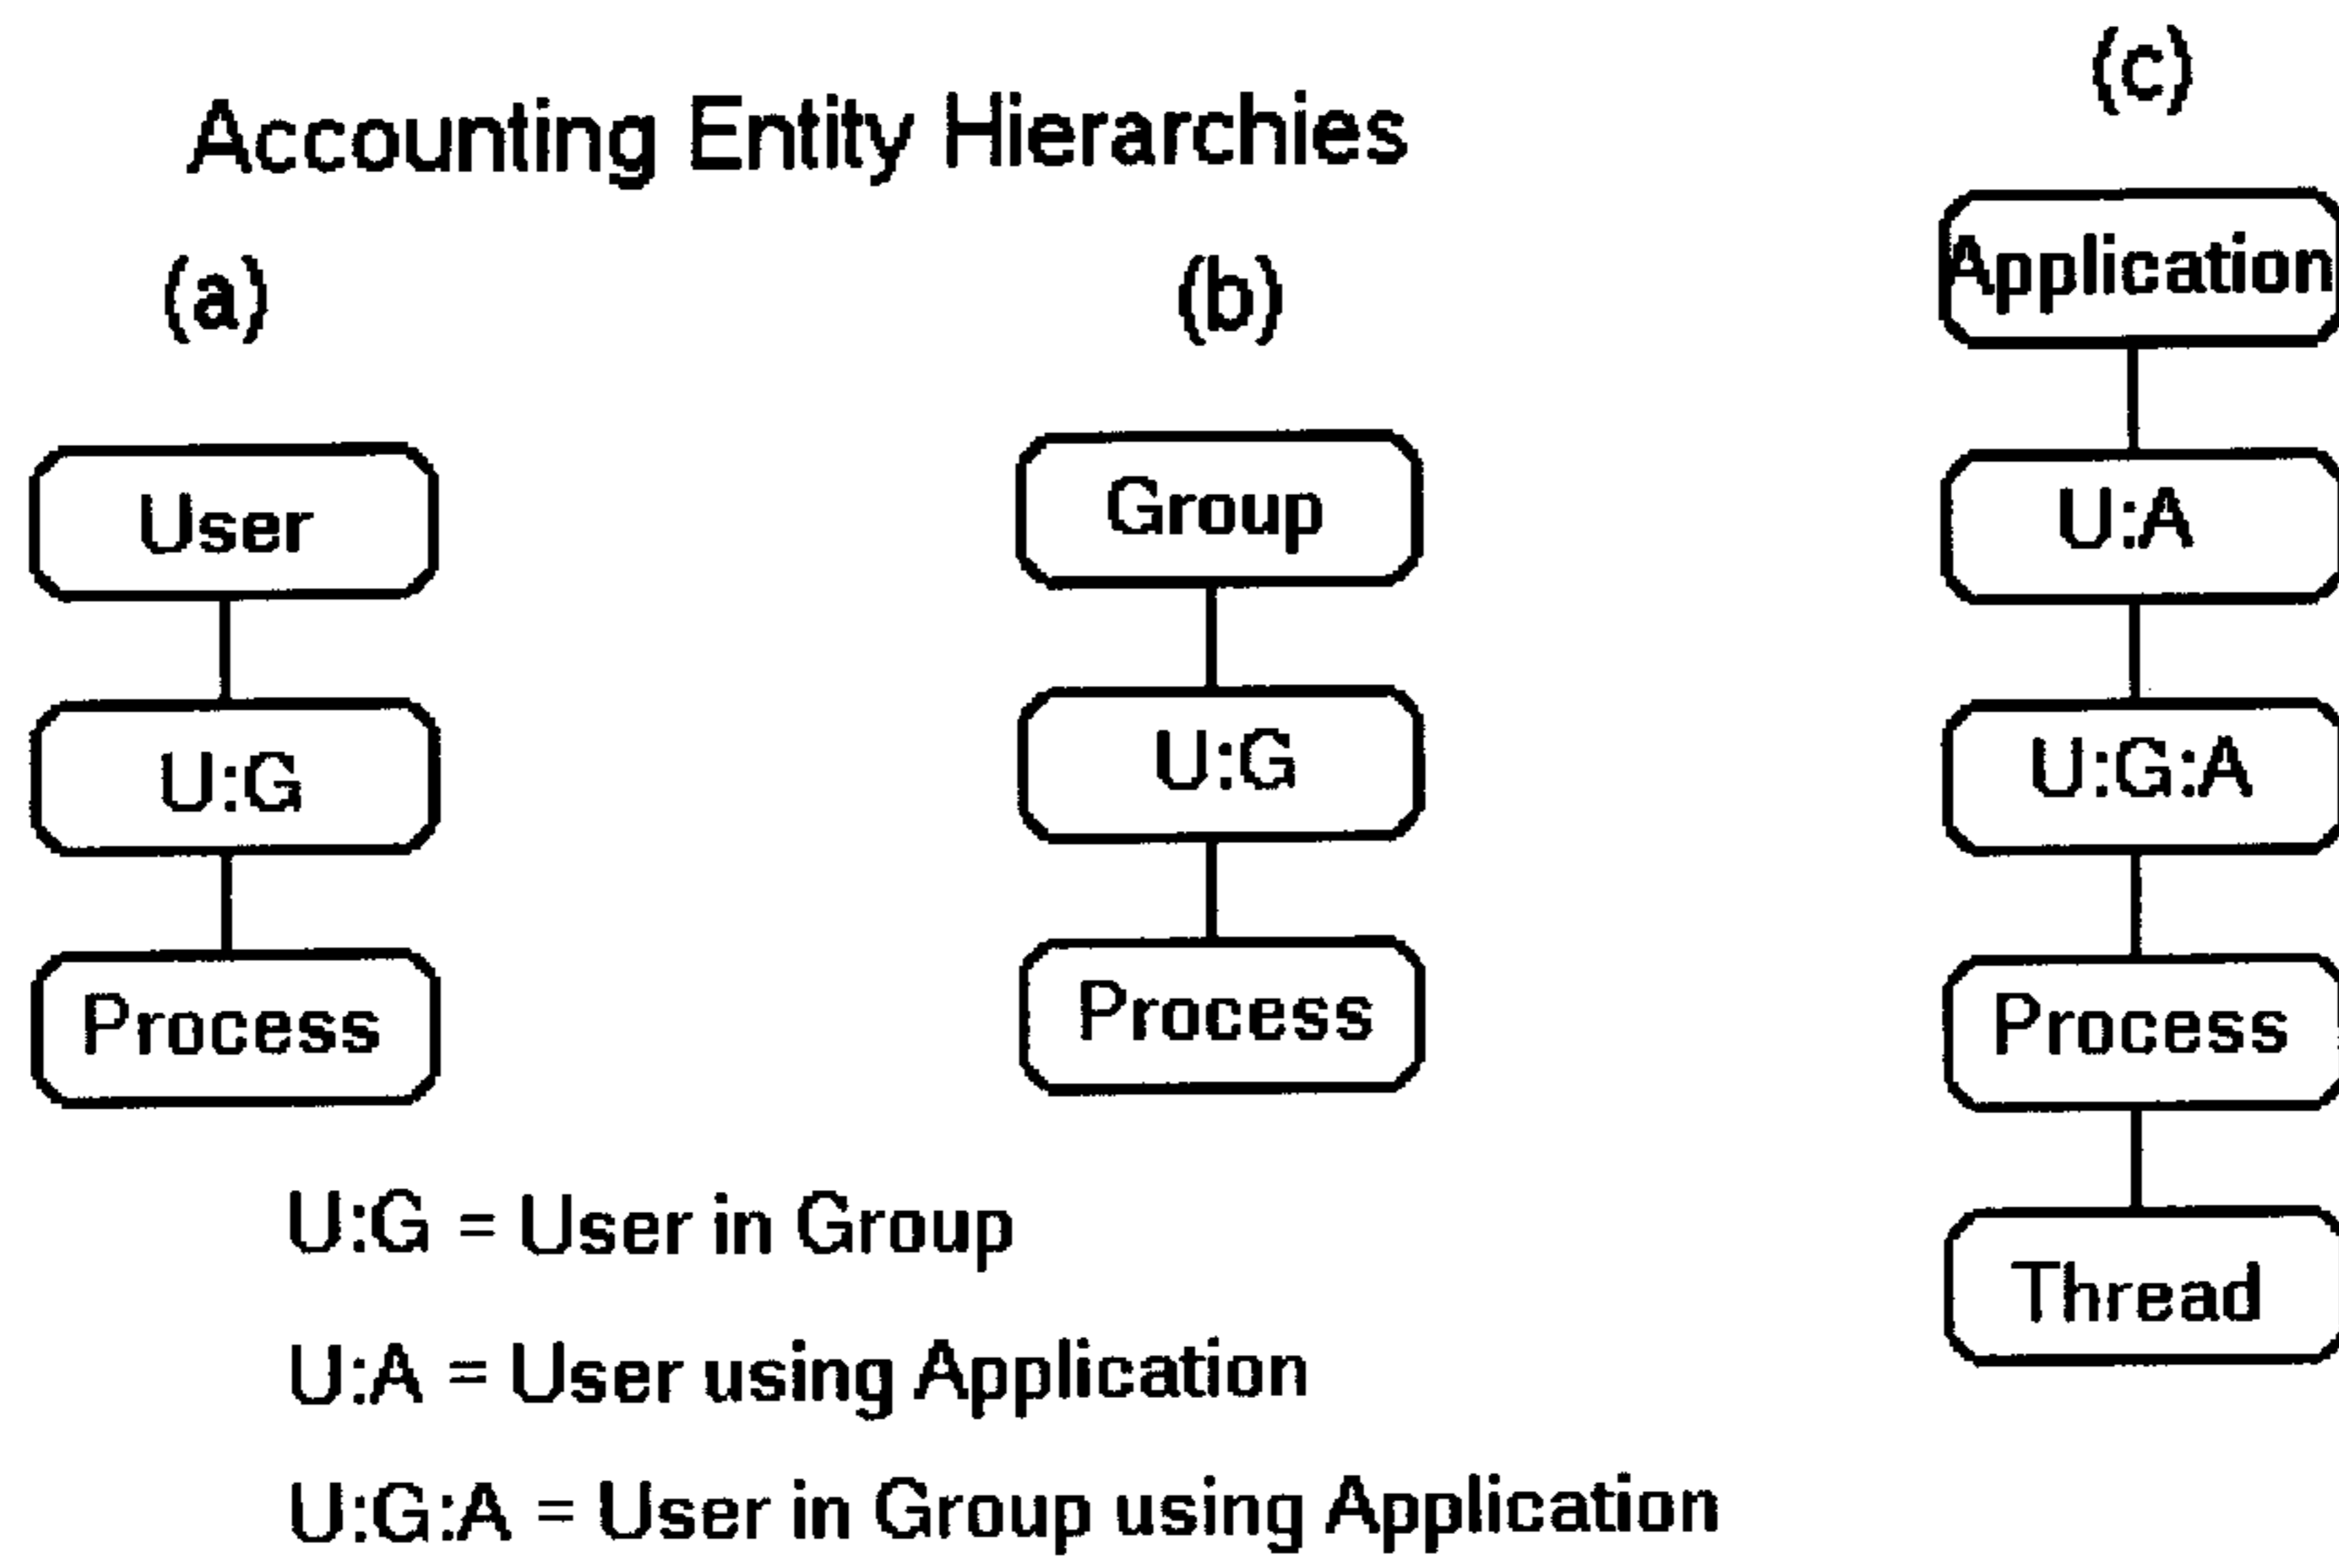 Accounting Entity Hierarchies
(a)
User
U:G
Process
(b)
Group
U:G
Process
(c)
Application
U:A
U:G:A
Process
Thread
U:G = User in Group
U:A = User using Application
U:G:A = User in Group using Application